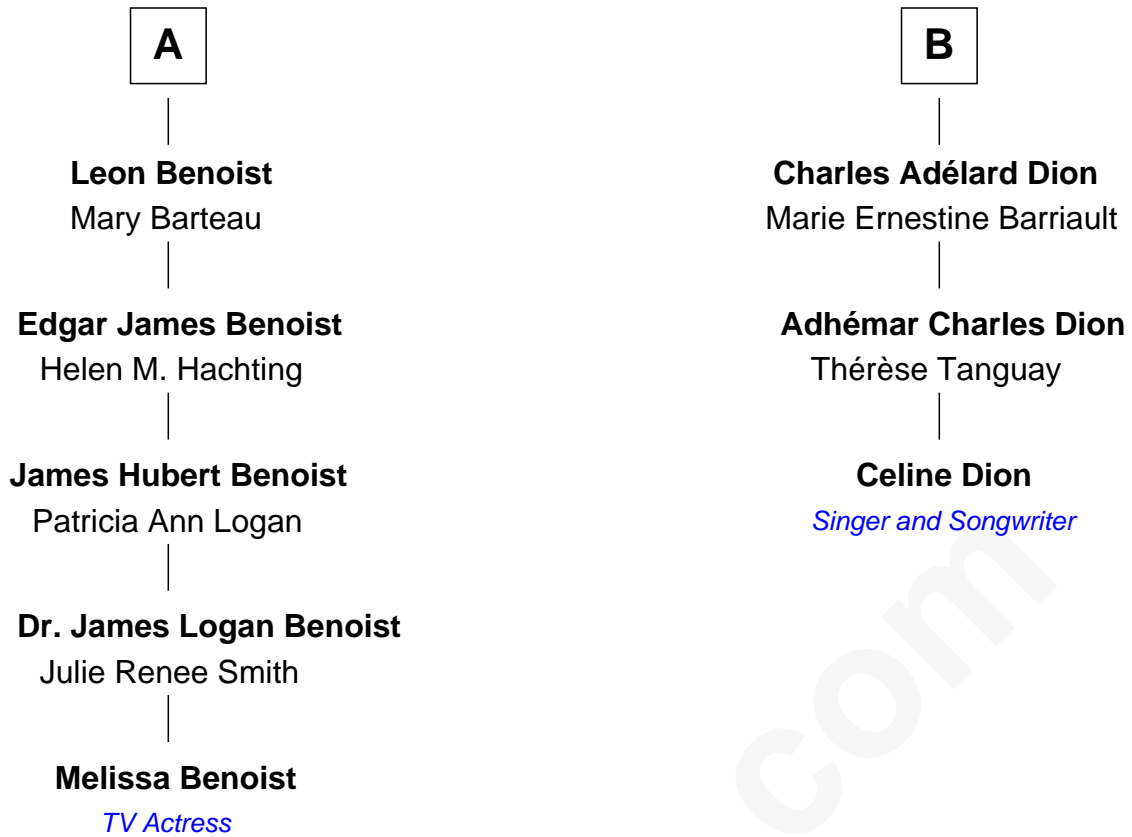 A
Leon Benoist
Mary Barteau
Edgar James Benoist
Helen M. Hachting
James Hubert Benoist
Patricia Ann Logan
Dr. James Logan Benoist
Julie Renee Smith
Melissa Benoist
TV Actress
B
Charles Adélard Dion
Marie Ernestine Barriault
Adhémar Charles Dion
Thérèse Tanguay
Celine Dion
Singer and Songwriter
com